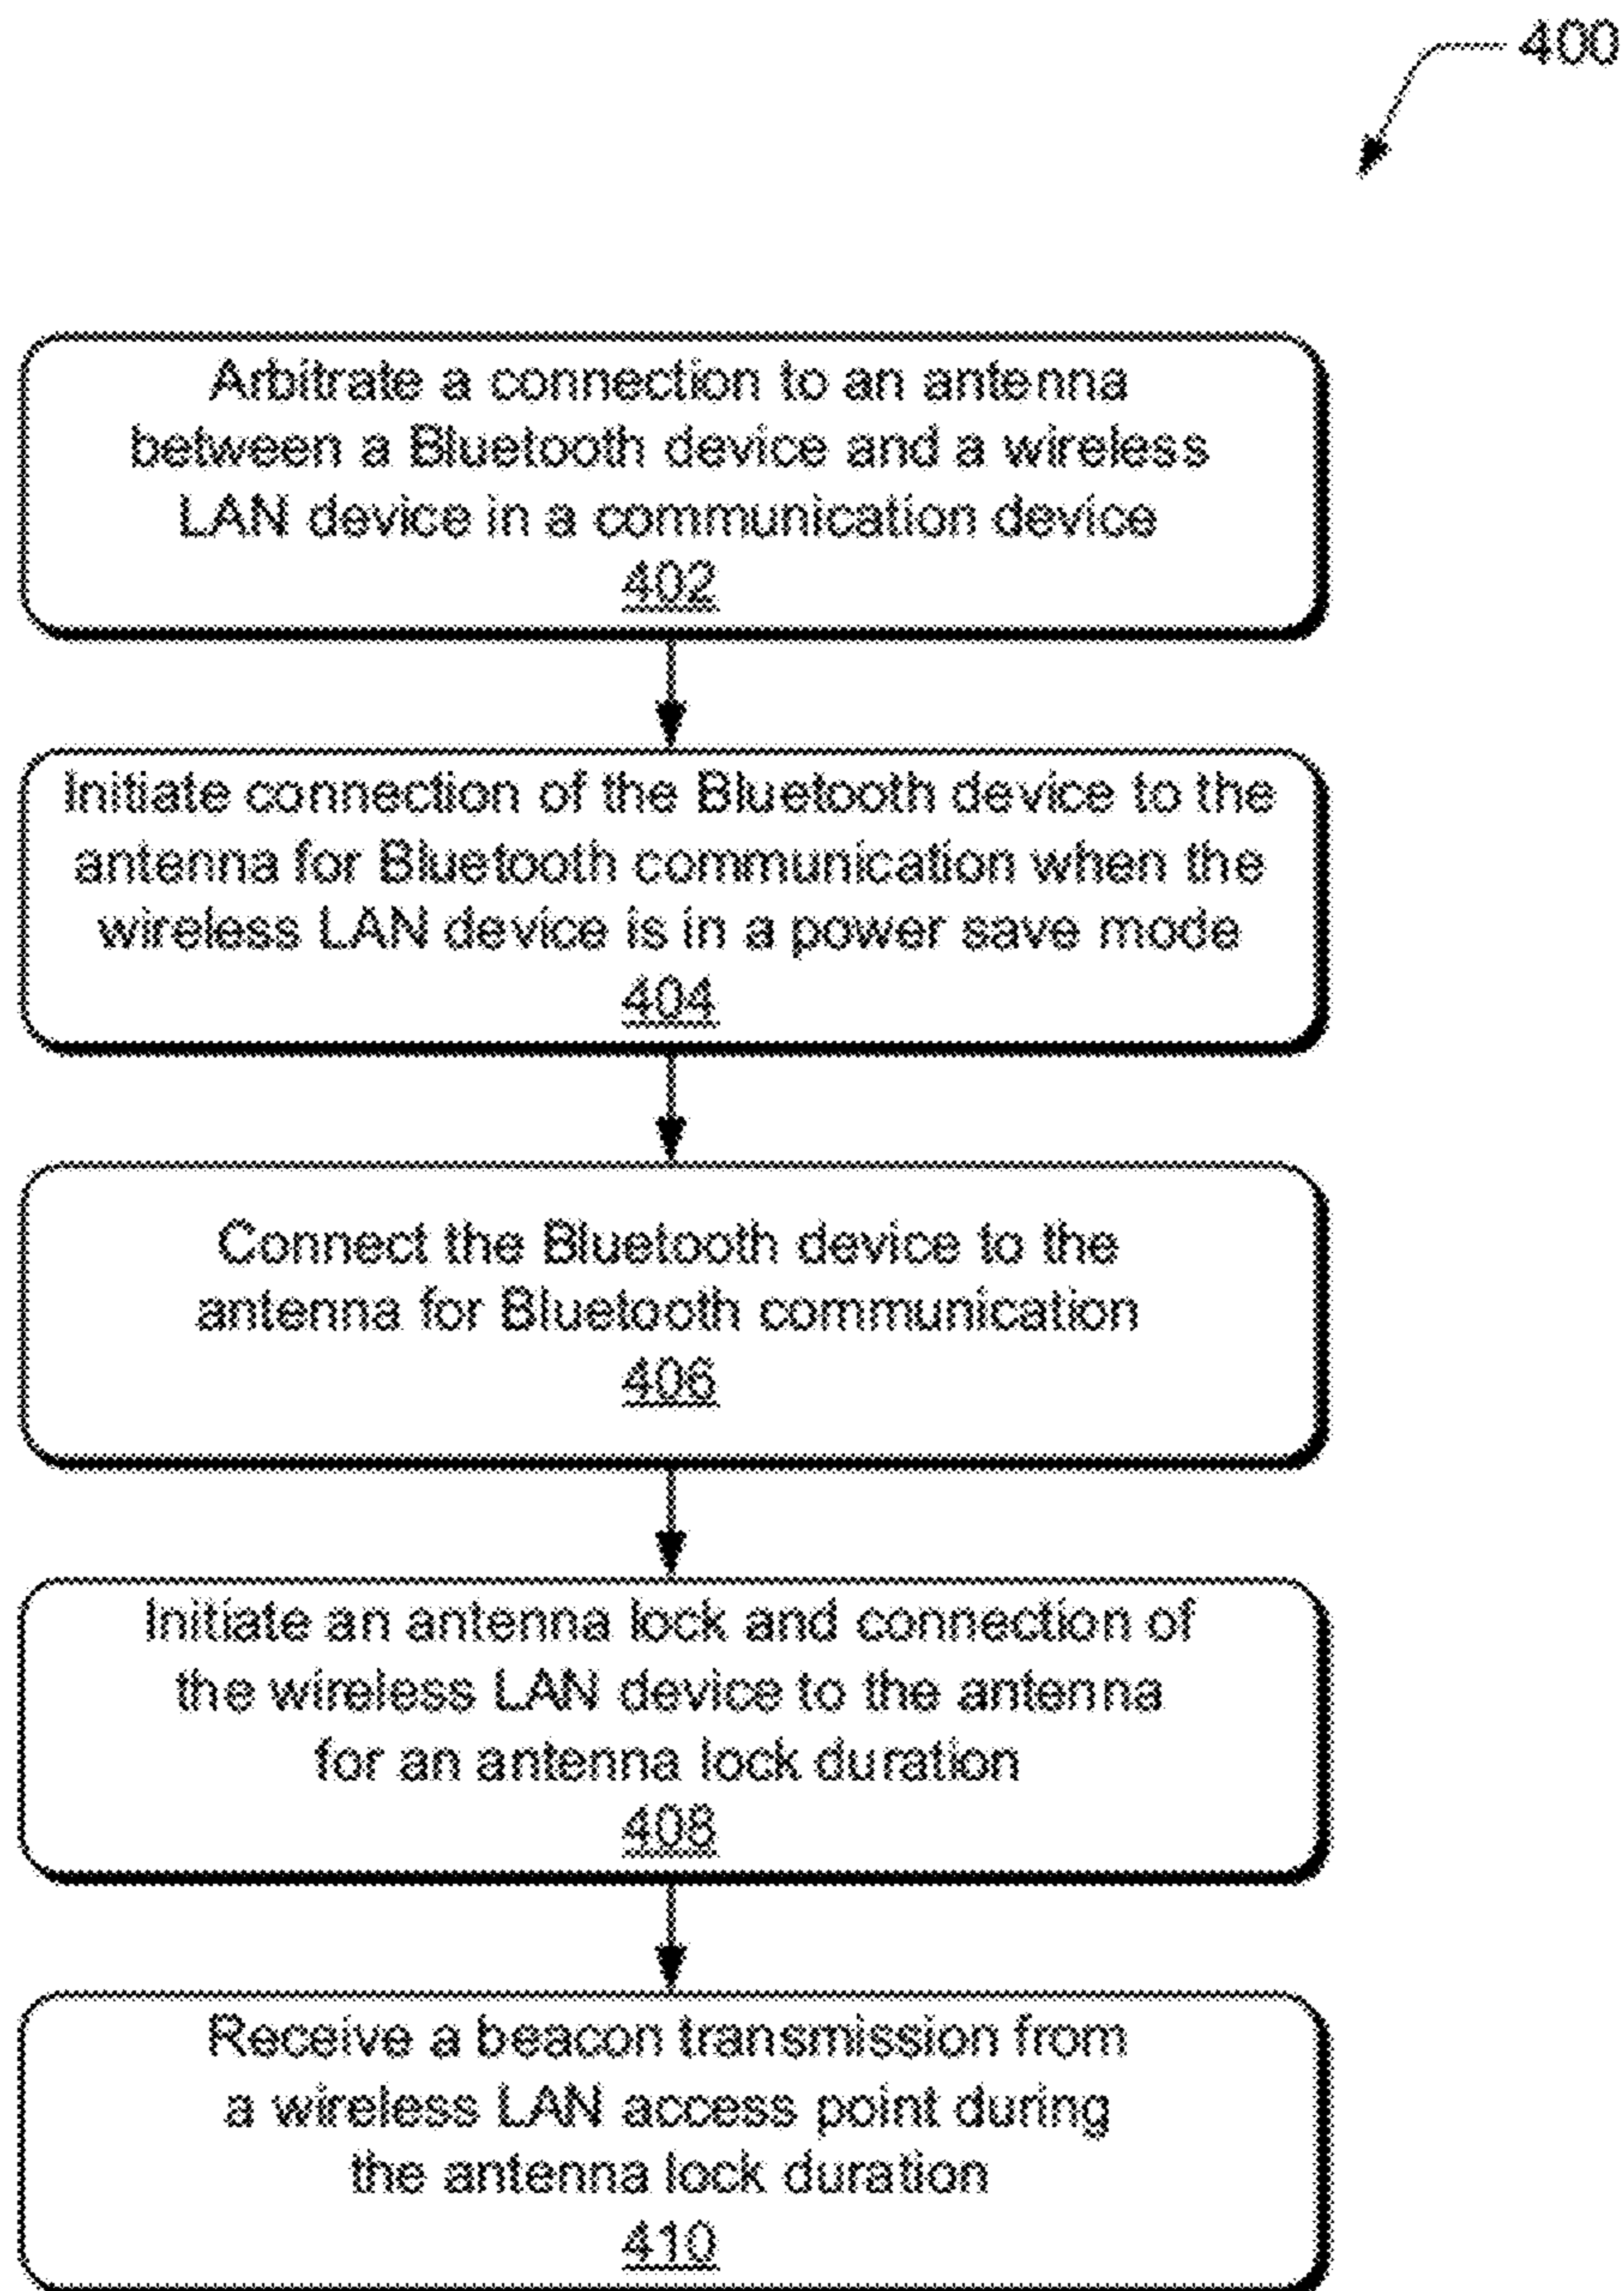 400
Arbitrate a connection to an antenna
between a Bluetooth device and a wireless
LAN device in a communication device
402
Initiate connection of the Bluetooth device to the
antenna for Bluetooth communication when the
wireless LAN device is in a power save mode
404
Connect the Bluetooth device to the
antenna for Bluetooth communication
406
Initiate an antenna lock and connection of
the wireless LAN device to the antenna
for an antenna lock duration
408
Receive a beacon transmission from
a wireless LAN access point during
the antenna lock duration
410